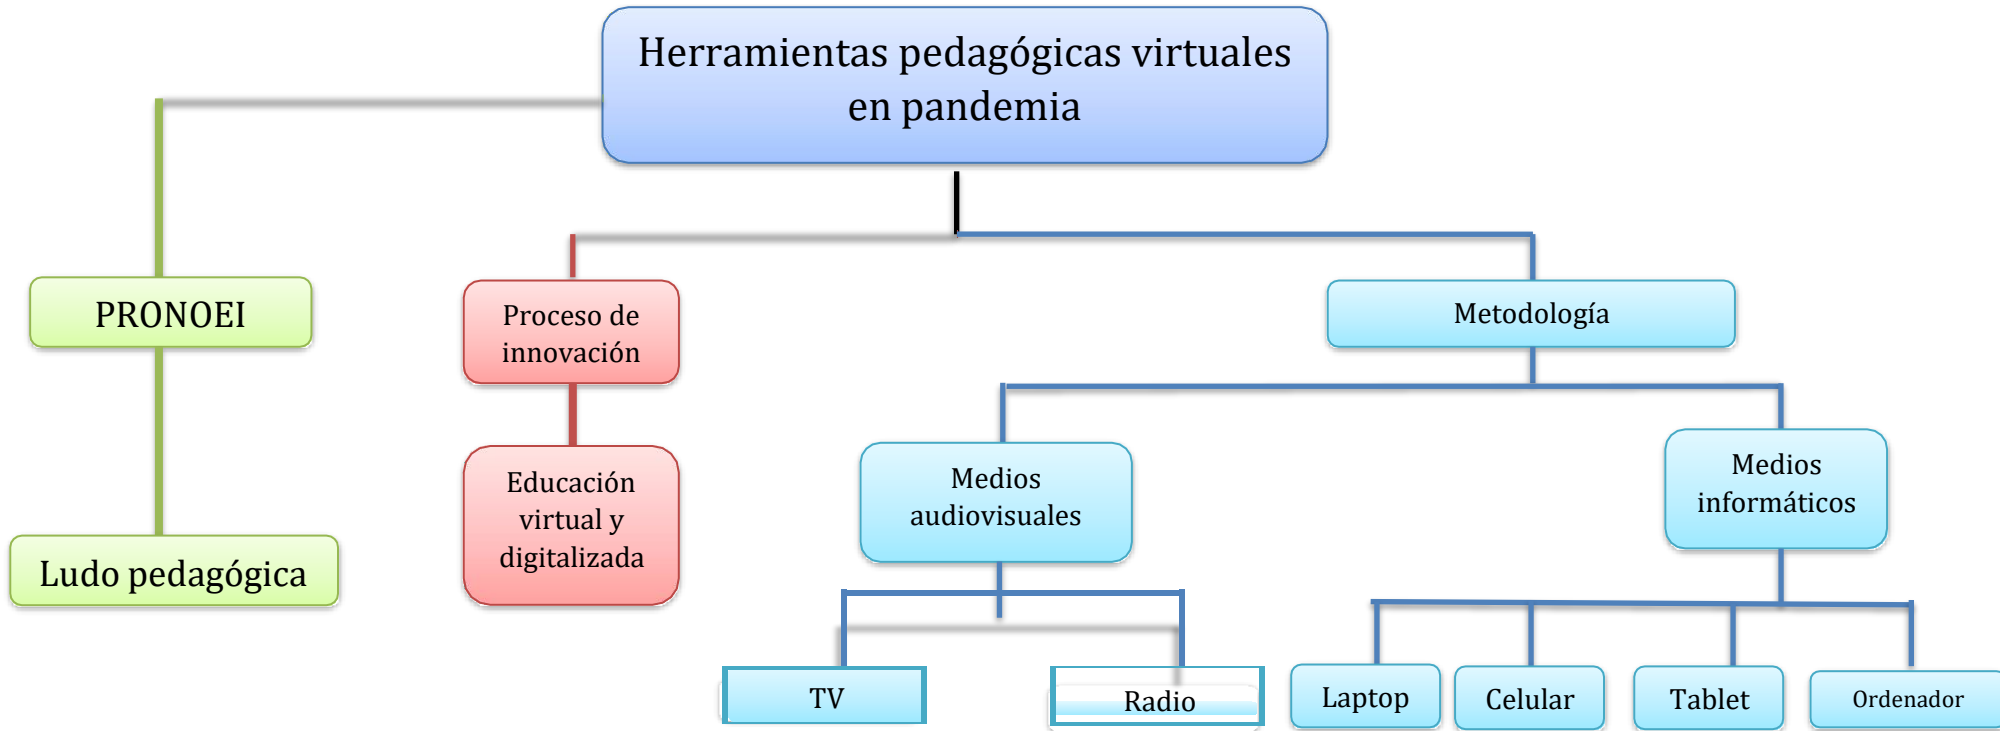 Herramientas pedagógicas virtuales
en pandemia
PRONOEI
Proceso de
innovación
Metodología
Ludo pedagógica
Educación
virtual y
digitalizada
Medios
audiovisuales
Medios
informáticos
TV
Radio
Laptop
Celular
Tablet
Ordenador